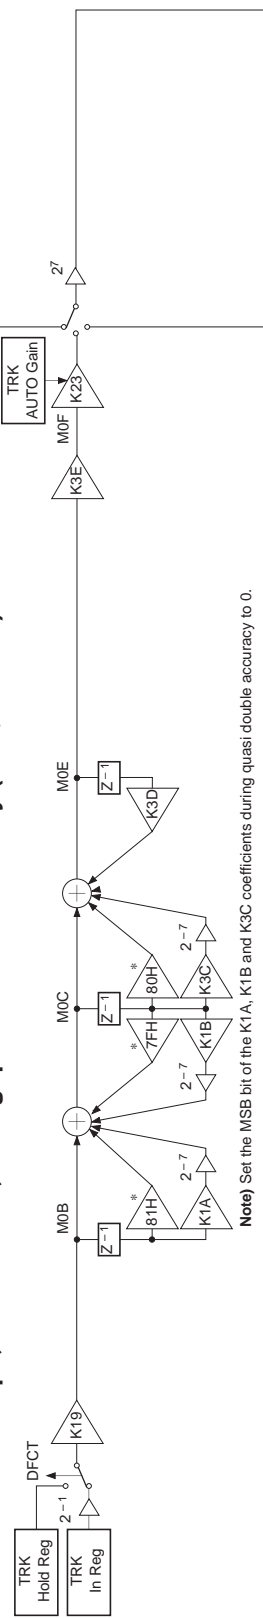 TRK
Hold Reg
TRK
In Reg
2⁻¹
DFCT
K19
M0B
Z⁻¹
81H
*
K1A
2⁻⁷
7FH
*
K1B
2⁻⁷
M0C
Z⁻¹
80H
*
K3C
2⁻⁷
M0E
Z⁻¹
K3D
K3E
M0F
K23
TRK
AUTO Gain
2⁷
Note) Set the MSB bit of the K1A, K1B and K3C coefficients during quasi double accuracy to 0.